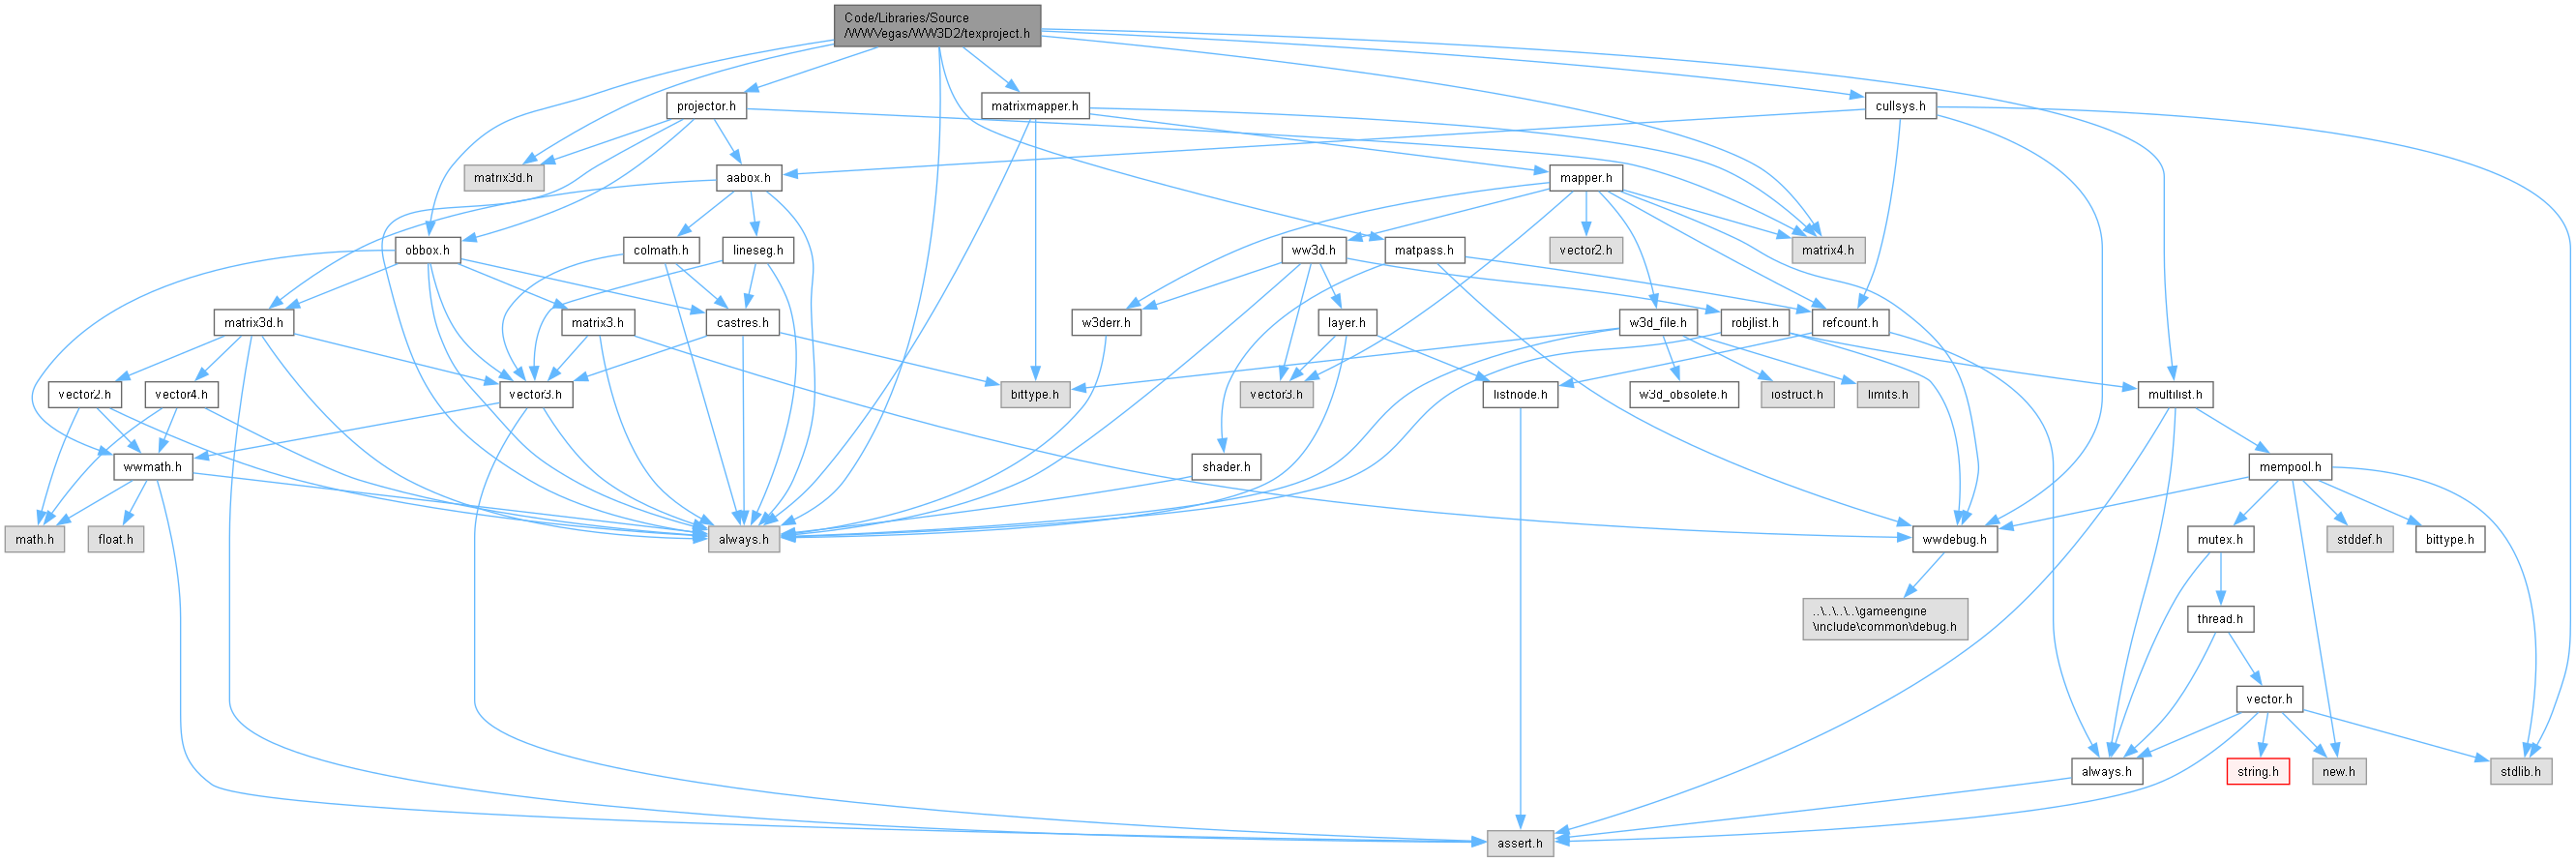 Code/Libraries/Source
/WWVegas/WW3D2/texproject.h
projector.h
matrixmapper.h
cullsys.h
matrix3d.h
aabox.h
mapper.h
obbox.h
colmath.h
lineseg.h
ww3d.h
matpass.h
vector2.h
matrix4.h
matrix3d.h
matrix3.h
castres.h
w3derr.h
layer.h
w3d_file.h
robjlist.h
refcount.h
vector2.h
vector4.h
vector3.h
bittype.h
vector3.h
listnode.h
w3d_obsolete.h
iostruct.h
limits.h
multilist.h
wwmath.h
shader.h
mempool.h
math.h
float.h
always.h
wwdebug.h
mutex.h
stddef.h
bittype.h
..\..\..\..\gameengine
\include\common\debug.h
thread.h
vector.h
always.h
string.h
new.h
stdlib.h
assert.h